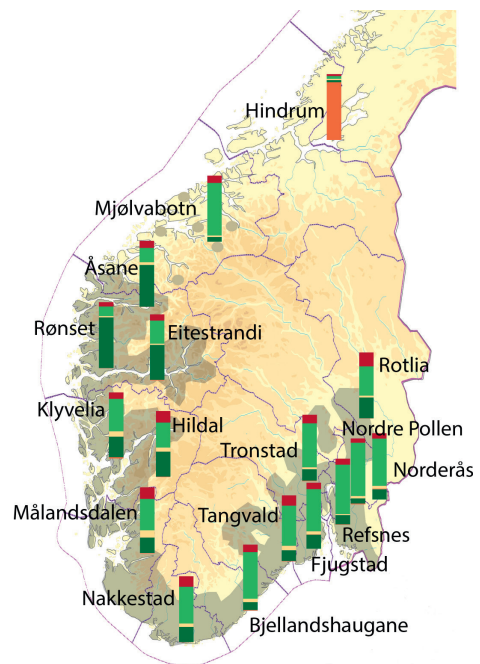 Hindrum
Mjølvabotn
Åsane
Rønset
Eitestrandi
Rotlia
Klyvelia
Hildal
Nordre Pollen
Tronstad
Norderås
Målandsdalen
Tangvald
Refsnes
Fjugstad
Nakkestad
Bjellandshaugane